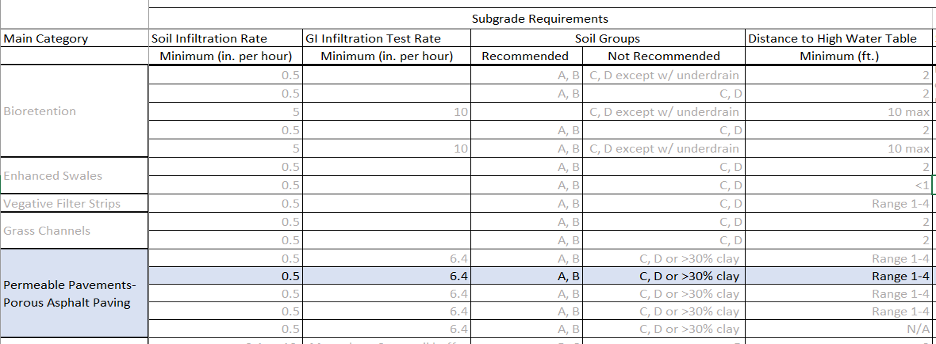 Subgrade Requirements
Main Category Soil Infiltration Rate GI Infiltration Test Rate Soil Groups Distance to High Water Table
Minimum (in. per hour) Minimum (in. per hour) Recommended Not Recommended Minimum (ft.)
Bioretention
0.5 A, B C, D except w/ underdrain 2
0.5 A, B C, D 2
5 10 C, D except w/ underdrain 10 max
0.5 A, B C, D 2
5 10 A, B C, D except w/ underdrain 10 max
Enhanced Swales
0.5 A, B C, D 2
0.5 A, B C, D <1
Vegative Filter Strips 0.5 A, B C, D Range 1-4
Grass Channels
0.5 A, B C, D 2
0.5 A, B C, D 2
Permeable Pavements-
Porous Asphalt Paving
0.5 6.4 A, B C, D or >30% clay Range 1-4
0.5 6.4 A, B C, D or >30% clay Range 1-4
0.5 6.4 A, B C, D or >30% clay Range 1-4
0.5 6.4 A, B C, D or >30% clay Range 1-4
0.5 6.4 A, B C, D or >30% clay N/A